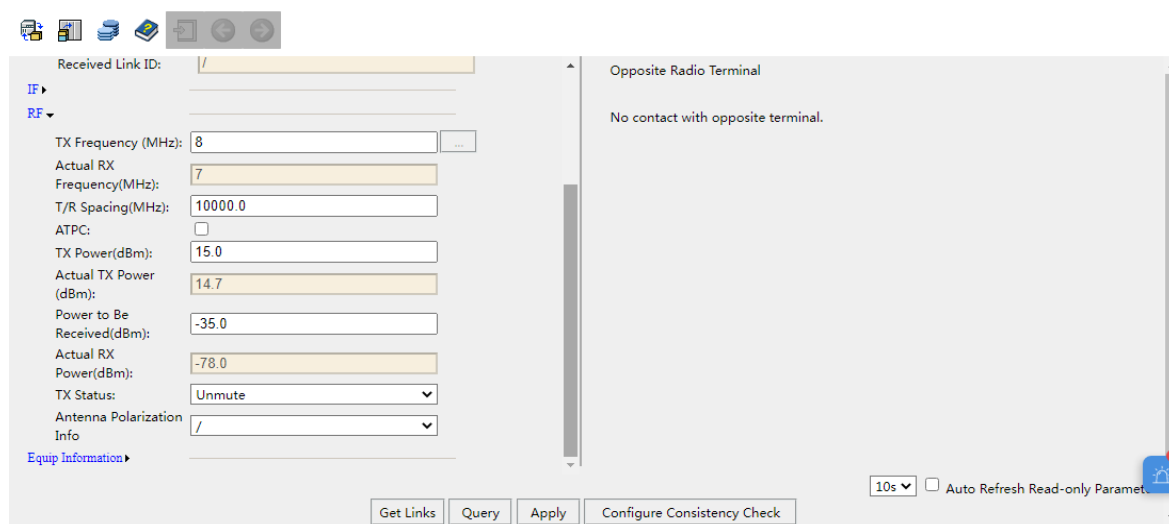 Received Link ID: /
IF
RF
TX Frequency (MHz): 8 ...
Actual RX
Frequency(MHz): 7
T/R Spacing(MHz): 10000.0
ATPC:
TX Power(dBm): 15.0
Actual TX Power
(dBm): 14.7
Power to Be
Received(dBm): -35.0
Actual RX
Power(dBm): -78.0
TX Status: Unmute
Antenna Polarization
Info /
Equip Information
Opposite Radio Terminal
No contact with opposite terminal.
10s Auto Refresh Read-only Paramet
Get Links Query Apply Configure Consistency Check